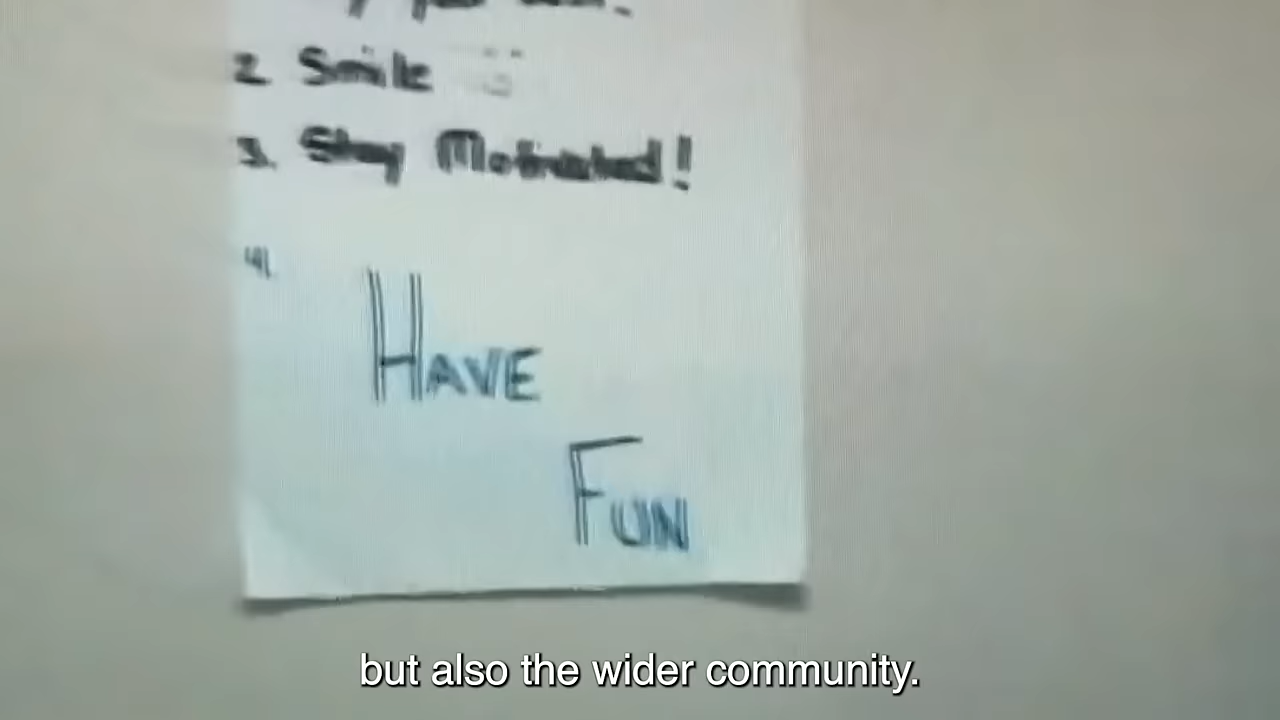 2. Smile
3. Stay Motivated!
4.
HAVE
FUN
but also the wider community.